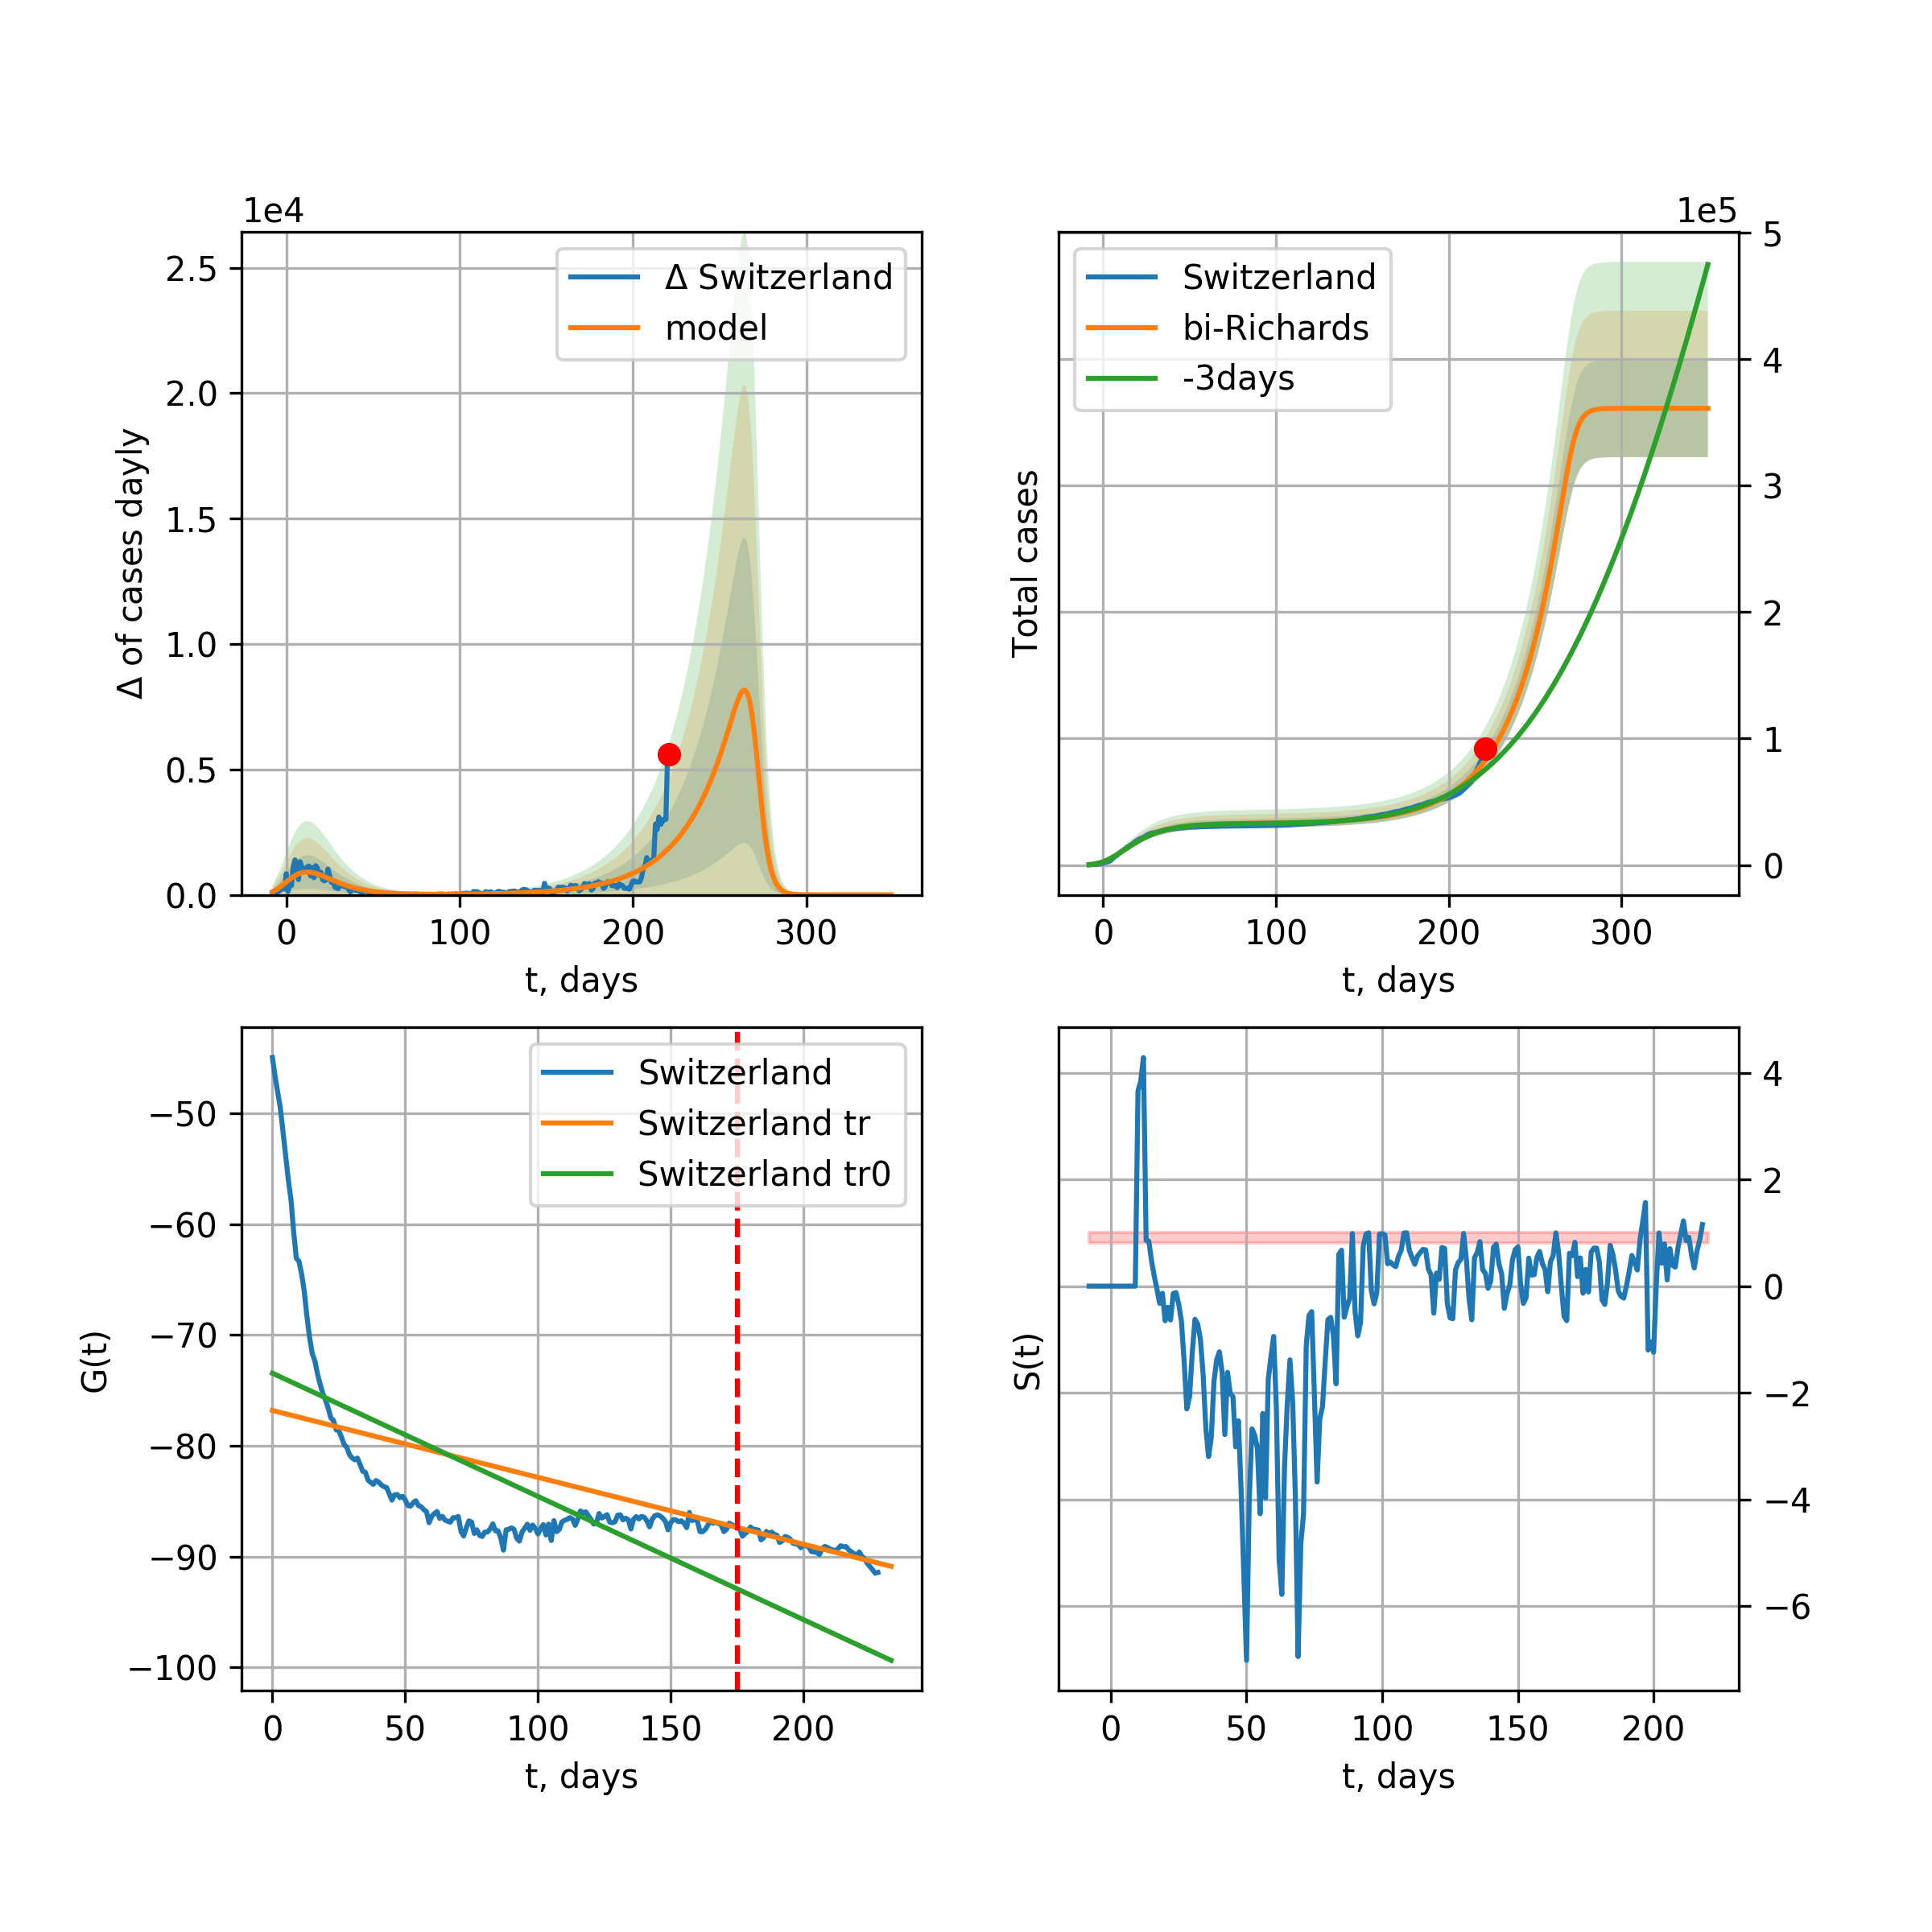 1e4
2.5
2.0
1.5
1.0
0.5
0.0
Δ of cases dayly
Δ Switzerland
model
0 100 200 300
t, days
1e5
5
4
3
2
1
0
Total cases
Switzerland
bi-Richards
-3days
0 100 200 300
t, days
−50
−60
−70
−80
−90
−100
G(t)
Switzerland
Switzerland tr
Switzerland tr0
0 50 100 150 200
t, days
4
2
0
−2
−4
−6
S(t)
0 50 100 150 200
t, days